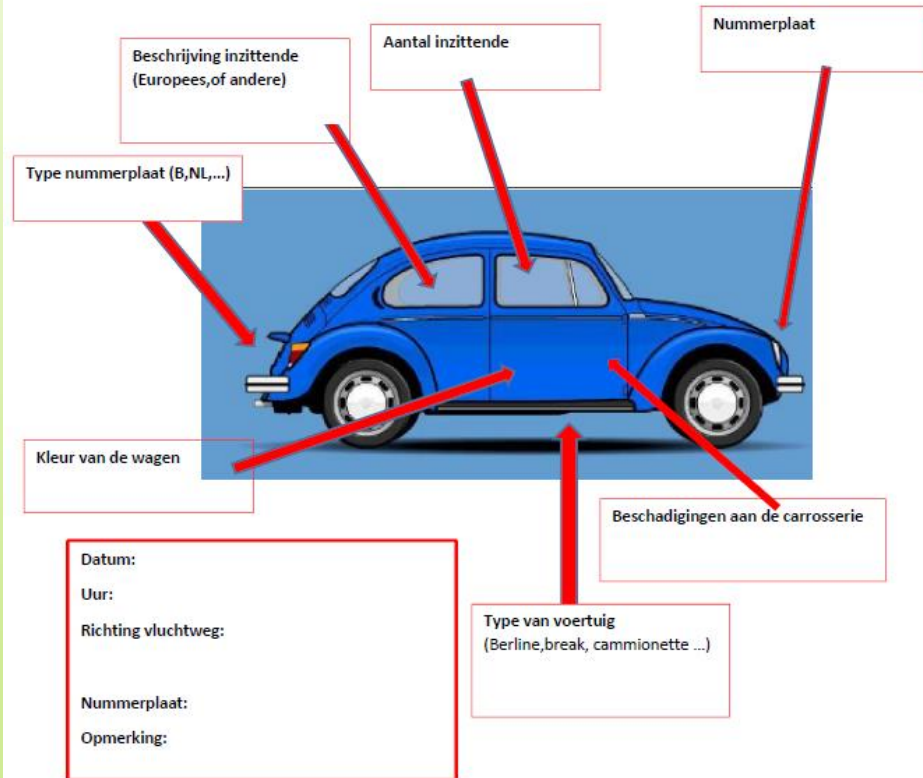 Nummerplaat
Aantal inzittende
Beschrijving inzittende
(Europees,of andere)
Type nummerplaat (B,NL,...)
Kleur van de wagen
Beschadigingen aan de carrosserie
Type van voertuig
(Berline,break, cammionette ...)
Datum:
Uur:
Richting vluchtweg:
Nummerplaat:
Opmerking: